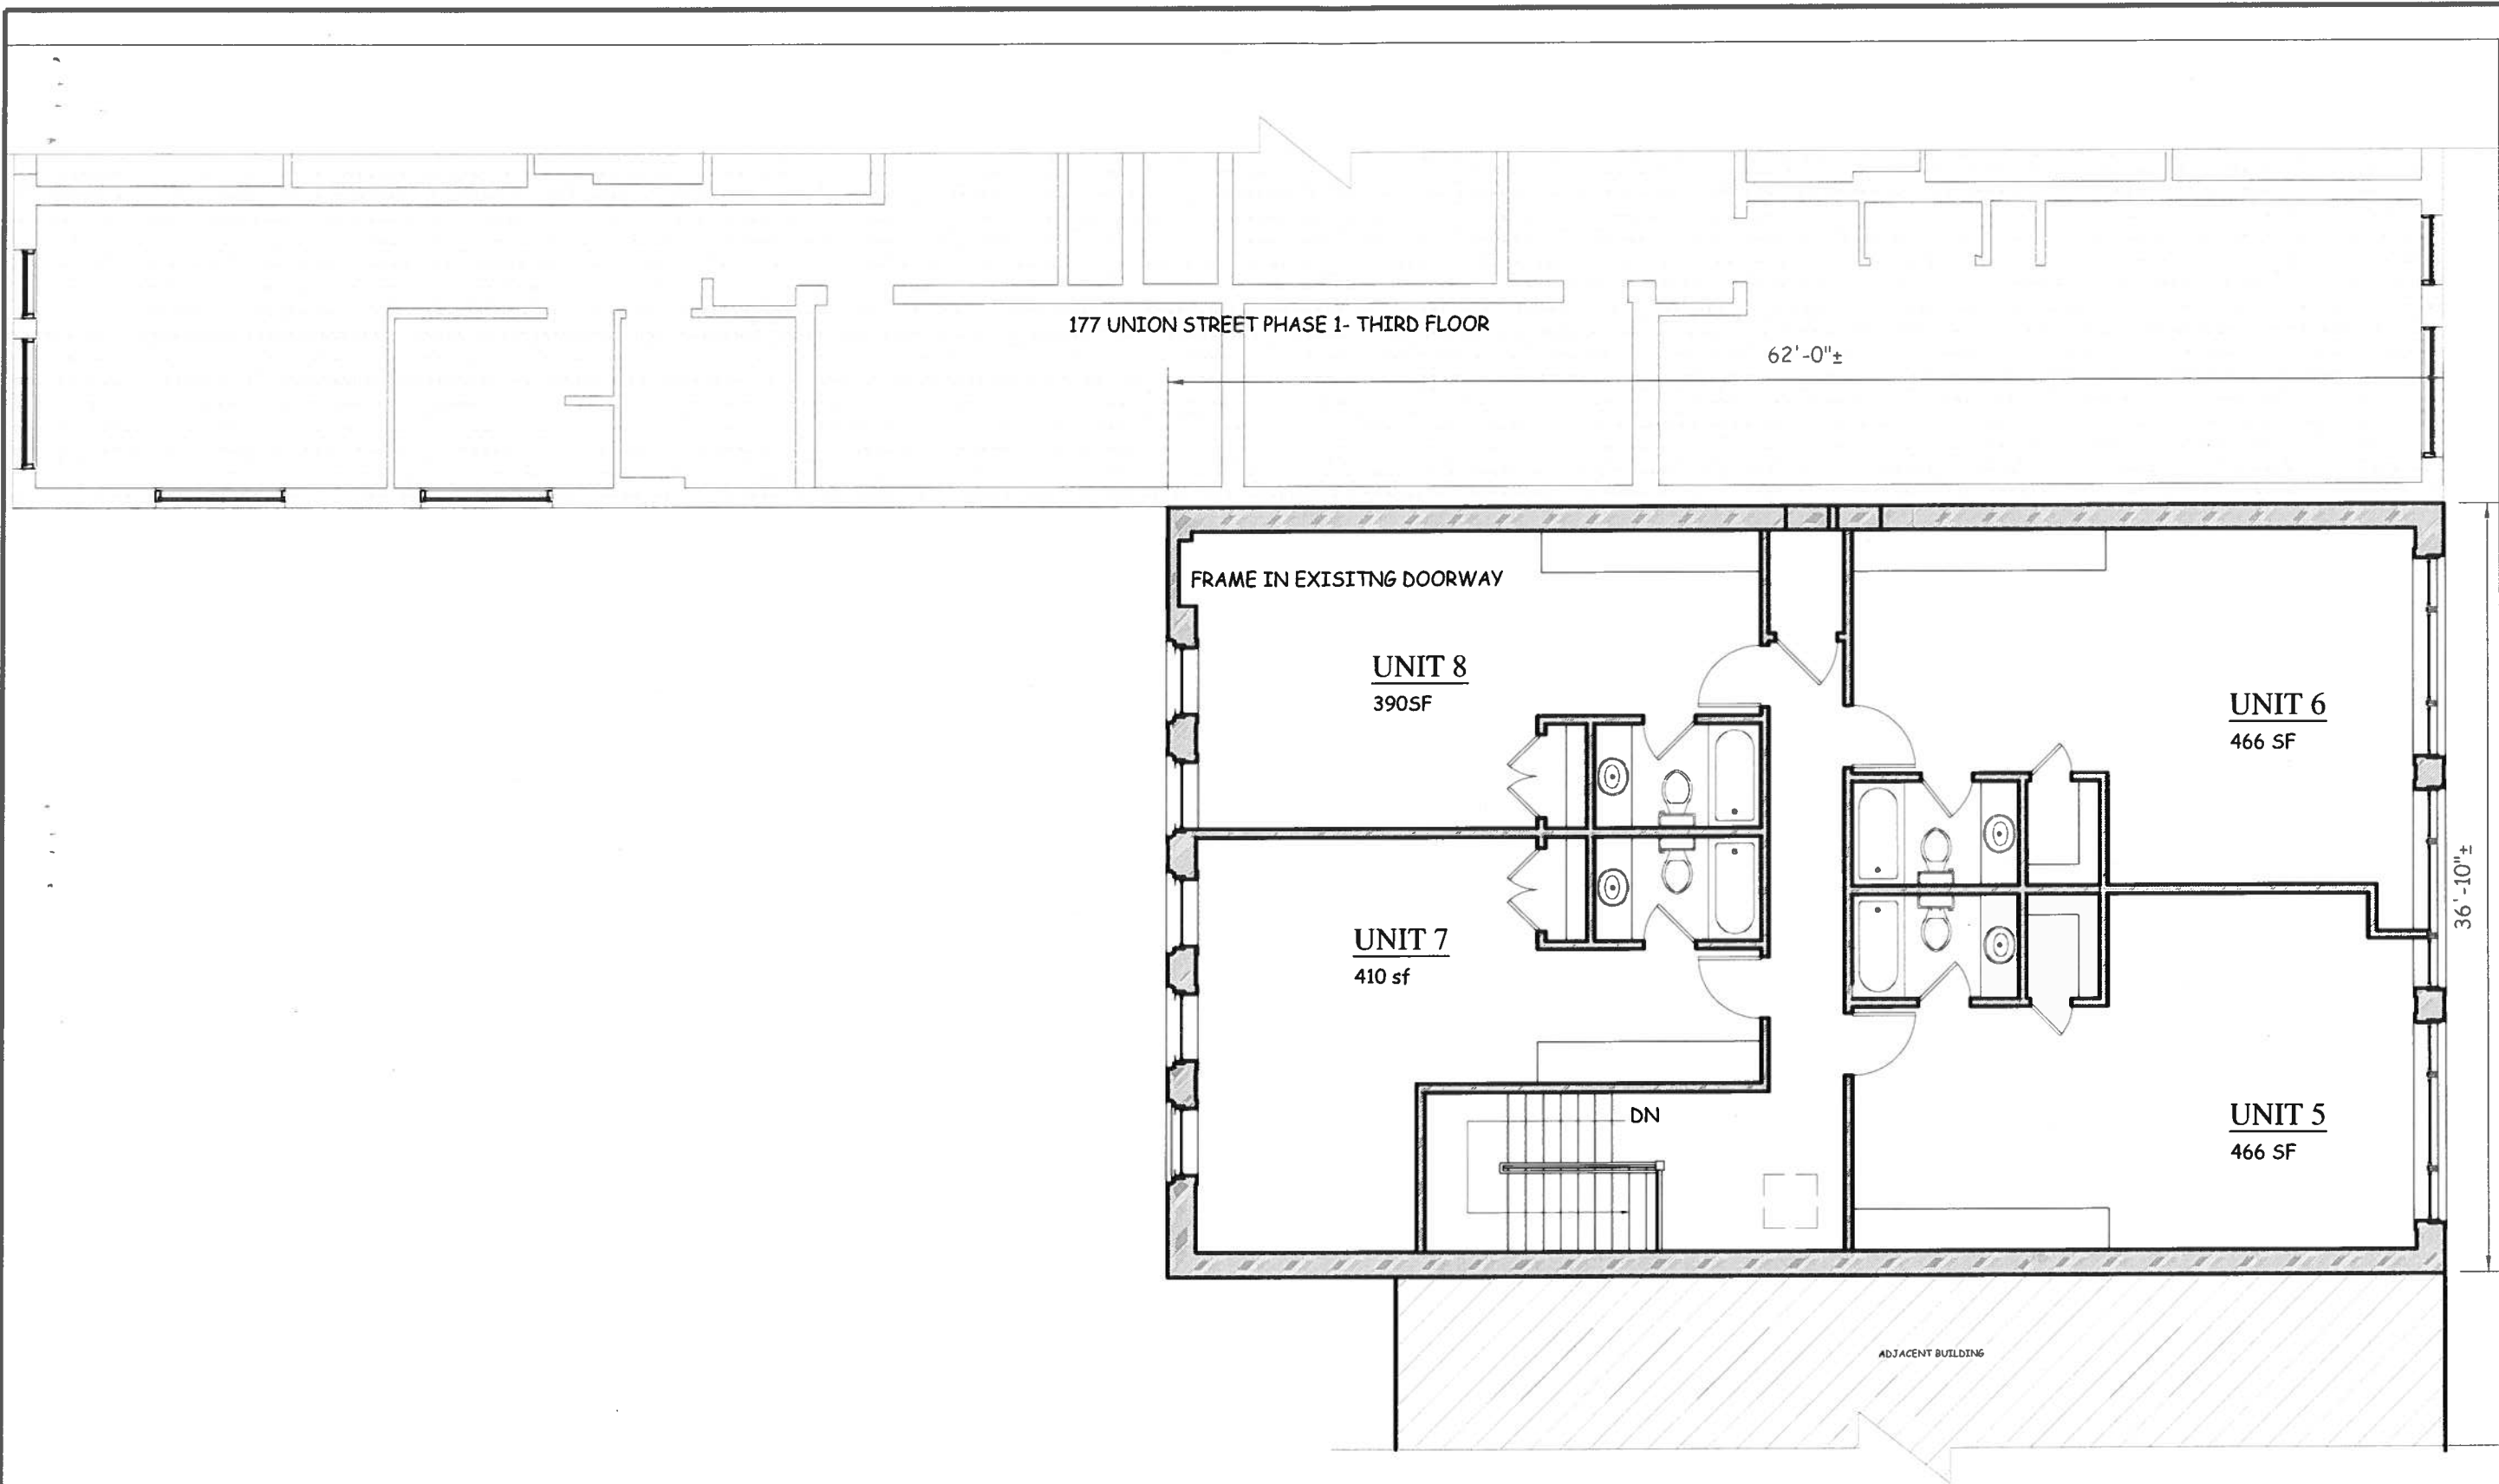 177 UNION STREET PHASE 1- THIRD FLOOR
62'-0"±
FRAME IN EXISITNG DOORWAY
UNIT 8
390SF
UNIT 6
466 SF
36'-10"±
UNIT 7
410 sf
UNIT 5
466 SF
DN
ADJACENT BUILDING